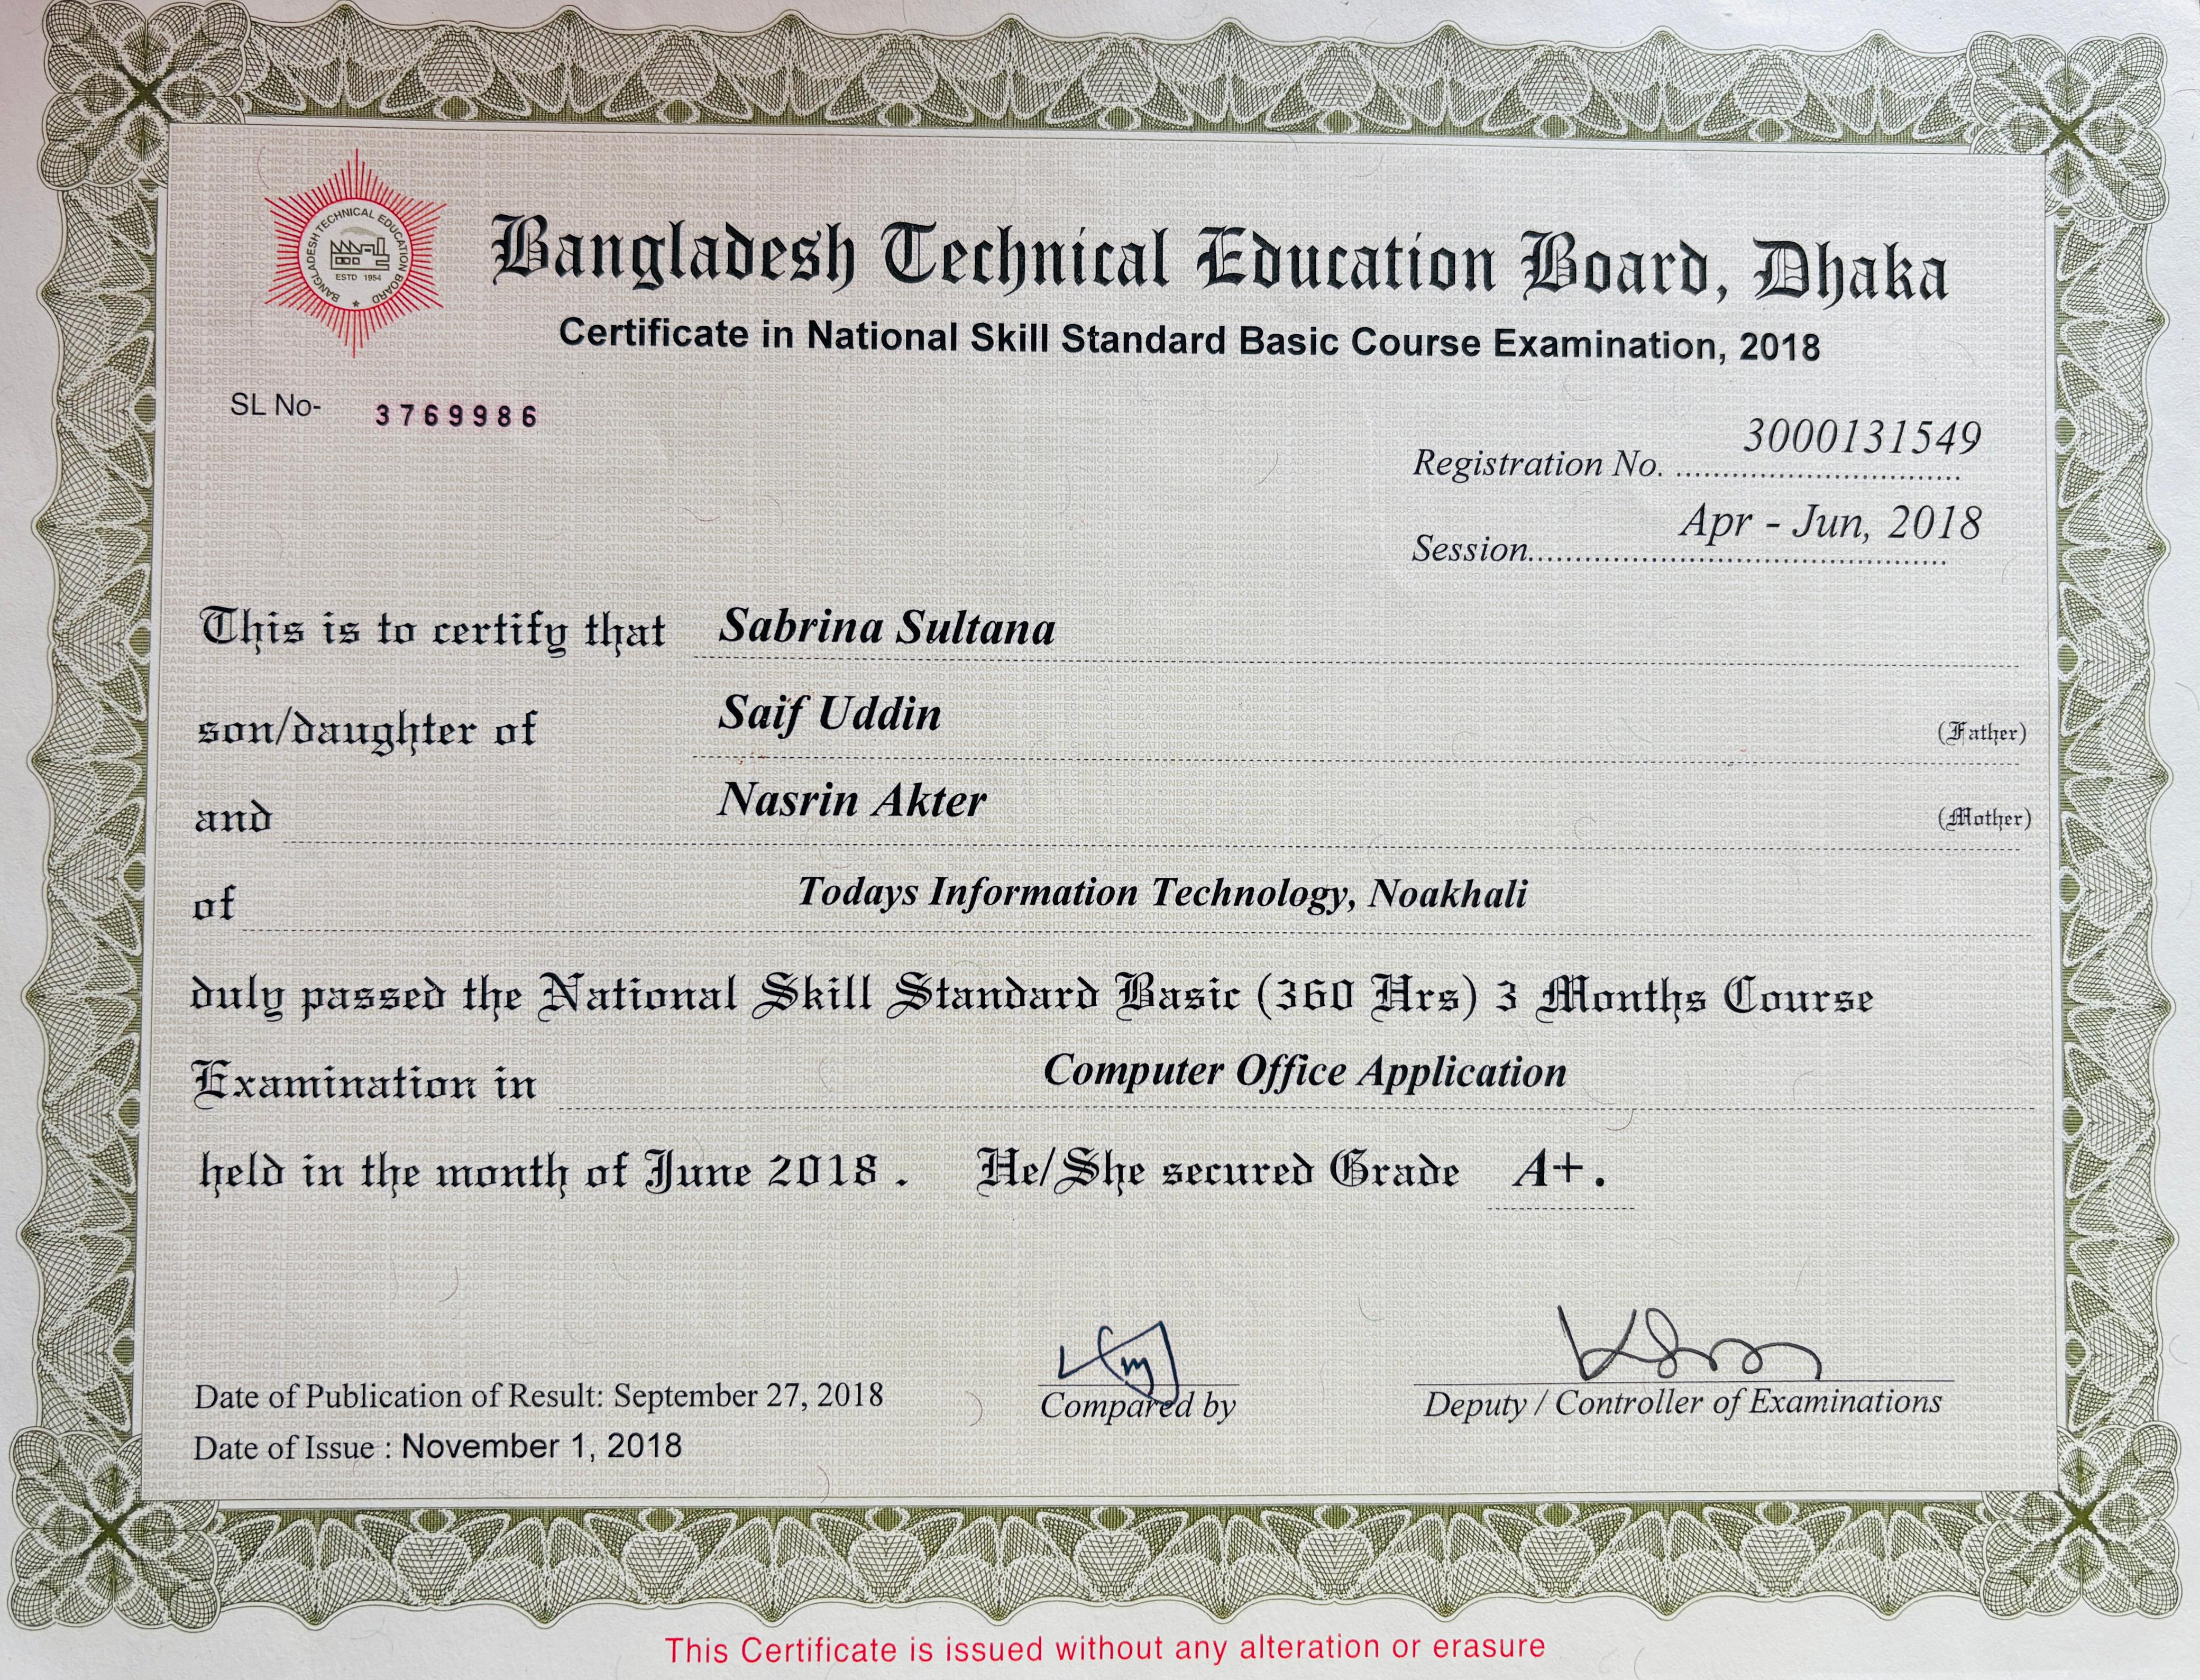 BANGLADESH TECHNICAL EDUCATION BOARD
ESTD 1954
Bangladesh Technical Education Board, Dhaka
Certificate in National Skill Standard Basic Course Examination, 2018
SL No- 3769986
Registration No. 3000131549
Session Apr - Jun, 2018
This is to certify that Sabrina Sultana
son/daughter of Saif Uddin (Father)
and Nasrin Akter (Mother)
of Todays Information Technology, Noakhali
duly passed the National Skill Standard Basic (360 Hrs) 3 Months Course
Examination in Computer Office Application
held in the month of June 2018 . He/She secured Grade A+.
Date of Publication of Result: September 27, 2018
Compared by
Deputy / Controller of Examinations
Date of Issue : November 1, 2018
This Certificate is issued without any alteration or erasure